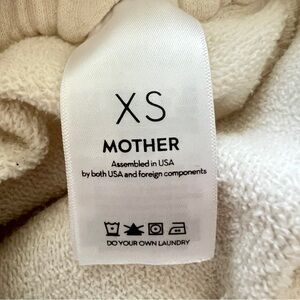 XS
MOTHER
Assembled in USA
by both USA and foreign components
DO YOUR OWN LAUNDRY